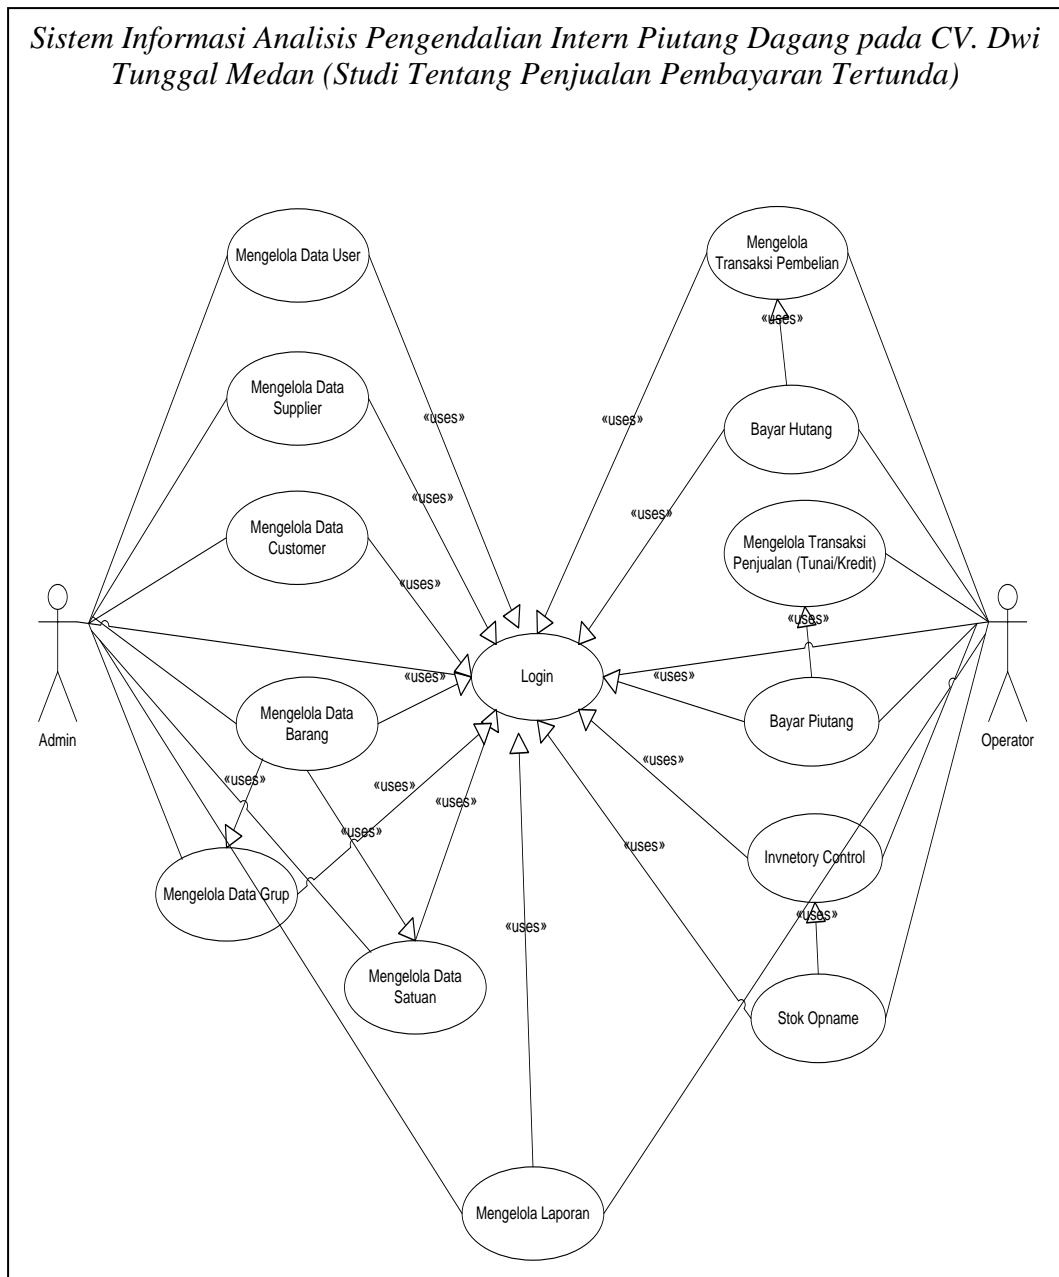 Sistem Informasi Analisis Pengendalian Intern Piutang Dagang pada CV. Dwi
Tunggal Medan (Studi Tentang Penjualan Pembayaran Tertunda)
Mengelola Data User
Mengelola
Transaksi Pembelian
«uses»
Mengelola Data
Supplier
«uses»
«uses»
Bayar Hutang
«uses»
«uses»
Mengelola Data
Customer
Mengelola Transaksi
Penjualan (Tunai/Kredit)
«uses»
«uses»
Login
«uses»
«uses»
Admin
Mengelola Data
Barang
Bayar Piutang
Operator
«uses»
«uses»
«uses»
«uses»
«uses»
«uses»
Invnetory Control
Mengelola Data Grup
«uses»
«uses»
Mengelola Data
Satuan
Stok Opname
Mengelola Laporan